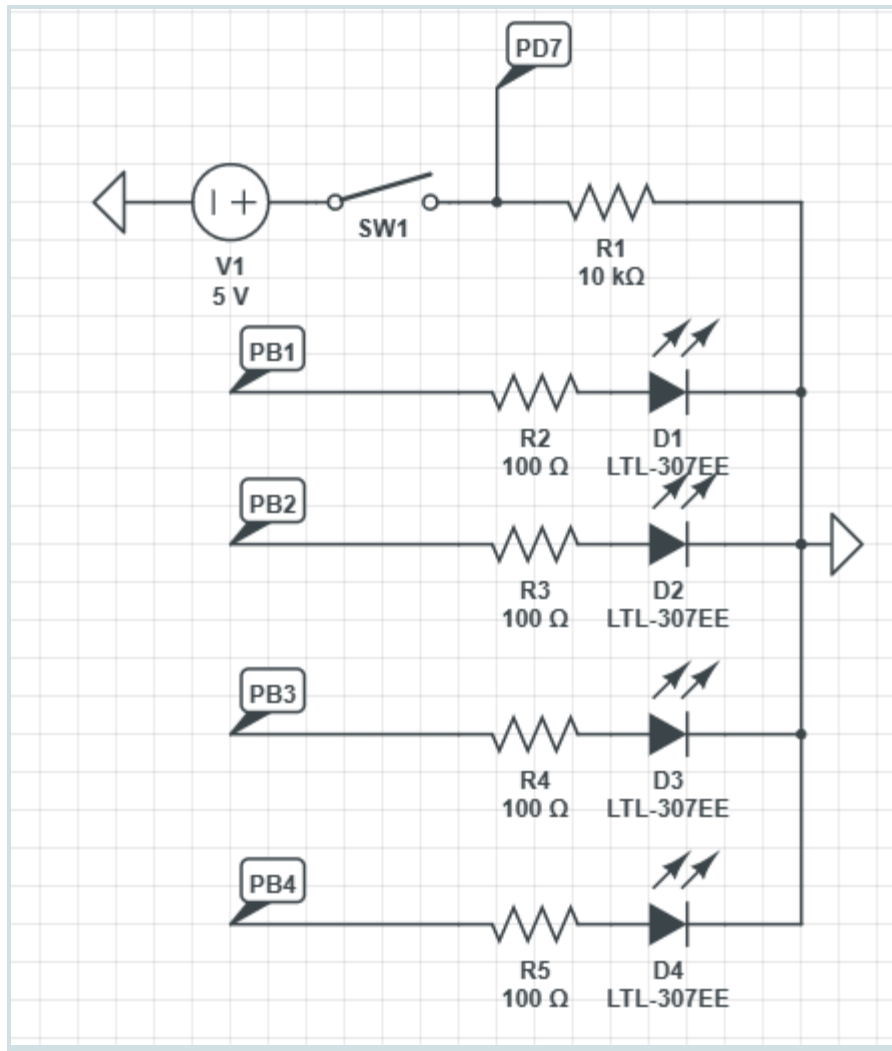 PD7
SW1
V1
5 V
R1
10 kΩ
PB1
R2
100 Ω
D1
LTL-307EE
PB2
R3
100 Ω
D2
LTL-307EE
PB3
R4
100 Ω
D3
LTL-307EE
PB4
R5
100 Ω
D4
LTL-307EE